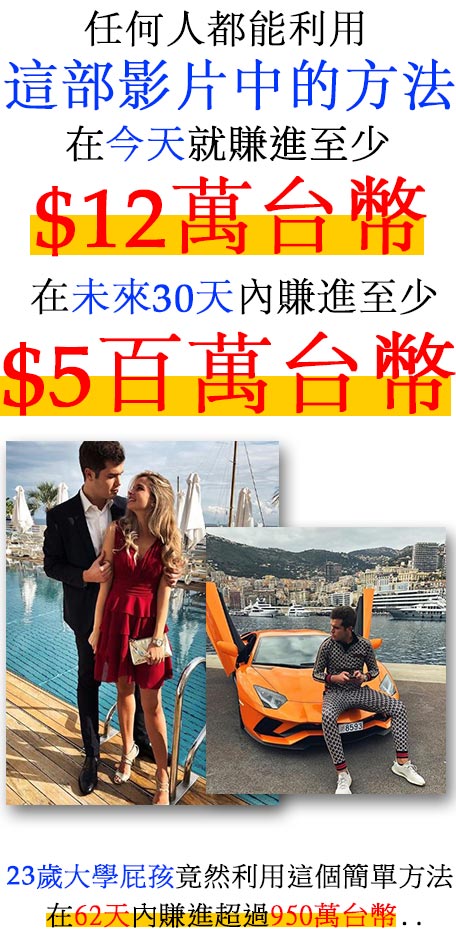 任何人都能利用
這部影片中的方法
在今天就賺進至少
$12萬台幣
在未來30天內賺進至少
$5百萬台幣
8593
23歲大學屁孩竟然利用這個簡單方法
在62天內賺進超過950萬台幣..